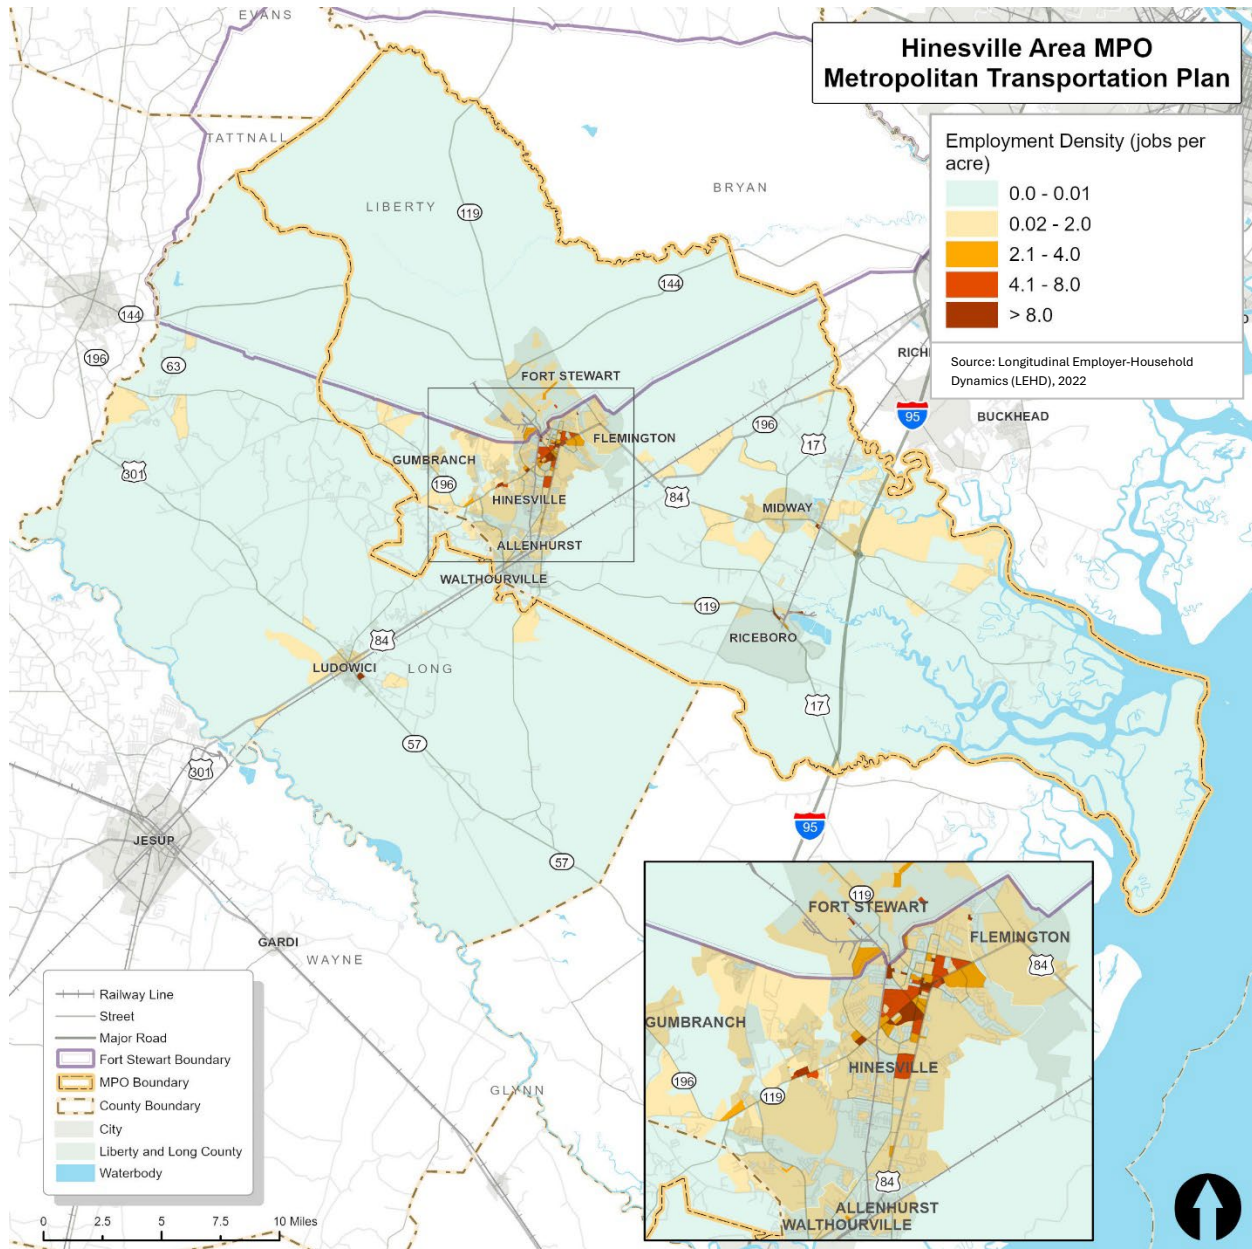 Hinesville Area MPO
Metropolitan Transportation Plan
Employment Density (jobs per
acre)
0.0 - 0.01
0.02 - 2.0
2.1 - 4.0
4.1 - 8.0
> 8.0
Source: Longitudinal Employer-Household
Dynamics (LEHD), 2022
EVANS
TATTNALL
LIBERTY
119
BRYAN
144
144
196
63
RICHM
95
BUCKHEAD
FORT STEWART
FLEMINGTON
196
17
301
GUMBRANCH
196
HINESVILLE
84
MIDWAY
ALLENHURST
WALTHOURVILLE
119
RICEBORO
84
LUDOWICI
LONG
17
57
301
95
JESUP
57
GARDI
WAYNE
GLYNN
Railway Line
Street
Major Road
Fort Stewart Boundary
MPO Boundary
County Boundary
City
Liberty and Long County
Waterbody
0 2.5 5 7.5 10 Miles
119
FORT STEWART
FLEMINGTON
84
GUMBRANCH
HINESVILLE
196
119
84
ALLENHURST
WALTHOURVILLE